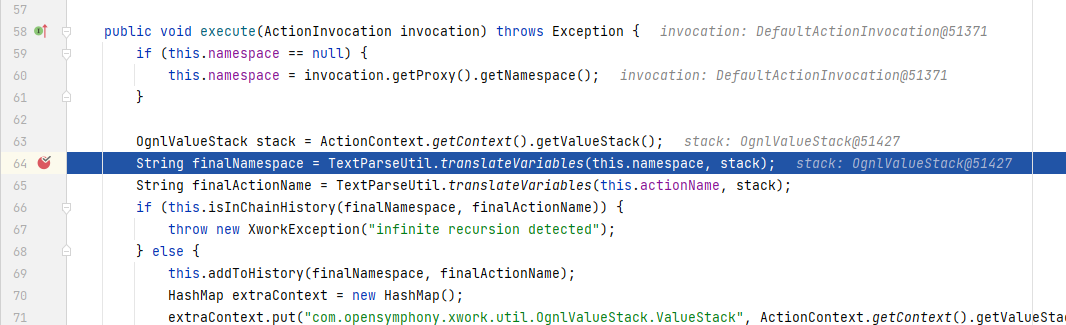 57
58 public void execute(ActionInvocation invocation) throws Exception { invocation: DefaultActionInvocation@51371
59 if (this.namespace == null) { invocation: DefaultActionInvocation@51371
60 this.namespace = invocation.getProxy().getNamespace(); invocation: DefaultActionInvocation@51371
61 }
62
63 OgnlValueStack stack = ActionContext.getContext().getValueStack(); stack: OgnlValueStack@51427
64 String finalNamespace = TextParseUtil.translateVariables(this.namespace, stack); stack: OgnlValueStack@51427
65 String finalActionName = TextParseUtil.translateVariables(this.actionName, stack);
66 if (this.isInChainHistory(finalNamespace, finalActionName)) {
67 throw new XworkException("infinite recursion detected");
68 } else {
69 this.addToHistory(finalNamespace, finalActionName);
70 HashMap extraContext = new HashMap();
71 extraContext.put("com.opensymphony.xwork.util.OgnlValueStack.ValueStack", ActionContext.getContext().getValueStac